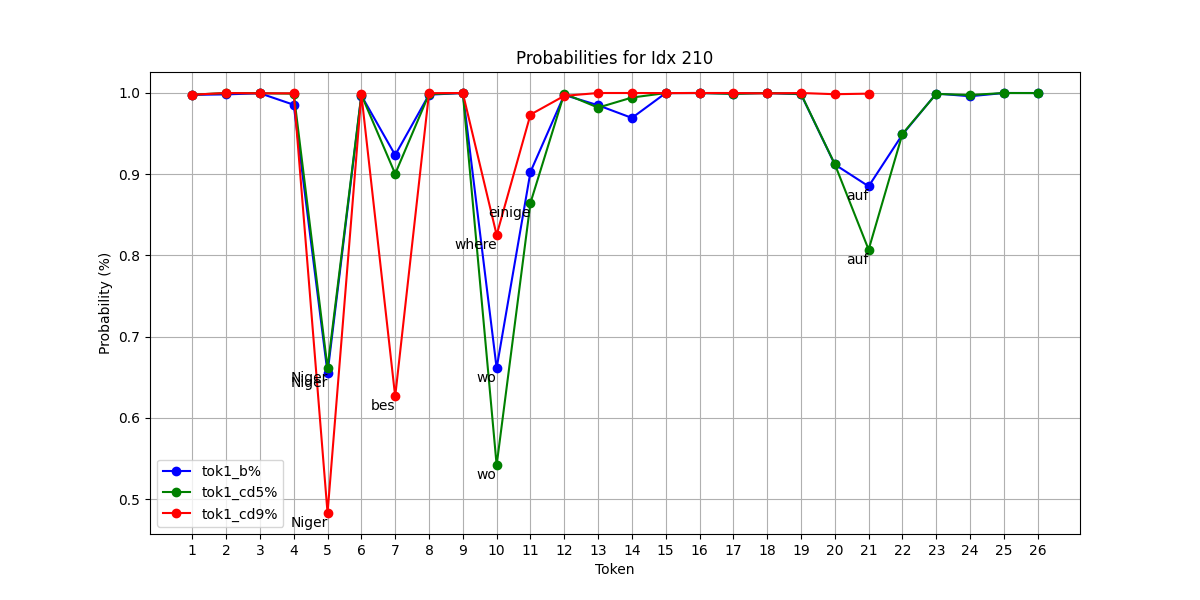 Probabilities for Idx 210
Probability (%)
1.0
0.9
0.8
0.7
0.6
0.5
Niger
Niger
Niger
bes
where
einige
wo
wo
auf
auf
tok1_b%
tok1_cd5%
tok1_cd9%
1 2 3 4 5 6 7 8 9 10 11 12 13 14 15 16 17 18 19 20 21 22 23 24 25 26
Token